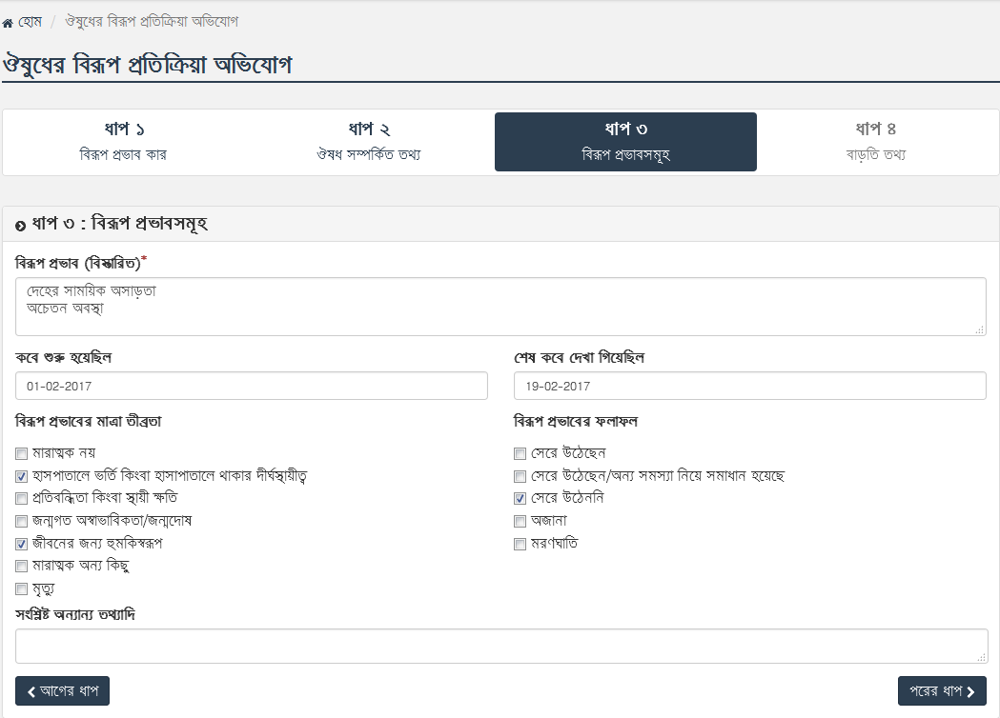 হোম / ঔষুধের বিরূপ প্রতিক্রিয়া অভিযোগ
ঔষুধের বিরূপ প্রতিক্রিয়া অভিযোগ
ধাপ ১ ধাপ ২ ধাপ ৩ ধাপ ৪
বিরূপ প্রভাব কার ঔষধ সম্পর্কিত তথ্য বিরূপ প্রভাবসমূহ বাড়তি তথ্য
ধাপ ৩ : বিরূপ প্রভাবসমূহ
বিরূপ প্রভাব (বিস্তারিত)*
দেহের সাময়িক অসাড়তা
অচেতন অবস্থা
কবে শুরু হয়েছিল শেষ কবে দেখা গিয়েছিল
01-02-2017 19-02-2017
বিরূপ প্রভাবের মাত্রা তীব্রতা বিরূপ প্রভাবের ফলাফল
মারাত্মক নয় সেরে উঠেছেন
হাসপাতালে ভর্তি কিংবা হাসাপাতালে থাকার দীর্ঘস্থায়ীত্ব সেরে উঠেছেন/অন্য সমস্যা নিয়ে সমাধান হয়েছে
প্রতিবন্ধিতা কিংবা স্থায়ী ক্ষতি সেরে উঠেননি
জন্মগত অস্বাভাবিকতা/জন্মদোষ অজানা
জীবনের জন্য হুমকিস্বরূপ মরণঘাতি
মারাত্মক অন্য কিছু
মৃত্যু
সংশ্লিষ্ট অন্যান্য তথ্যাদি
আগের ধাপ পরের ধাপ